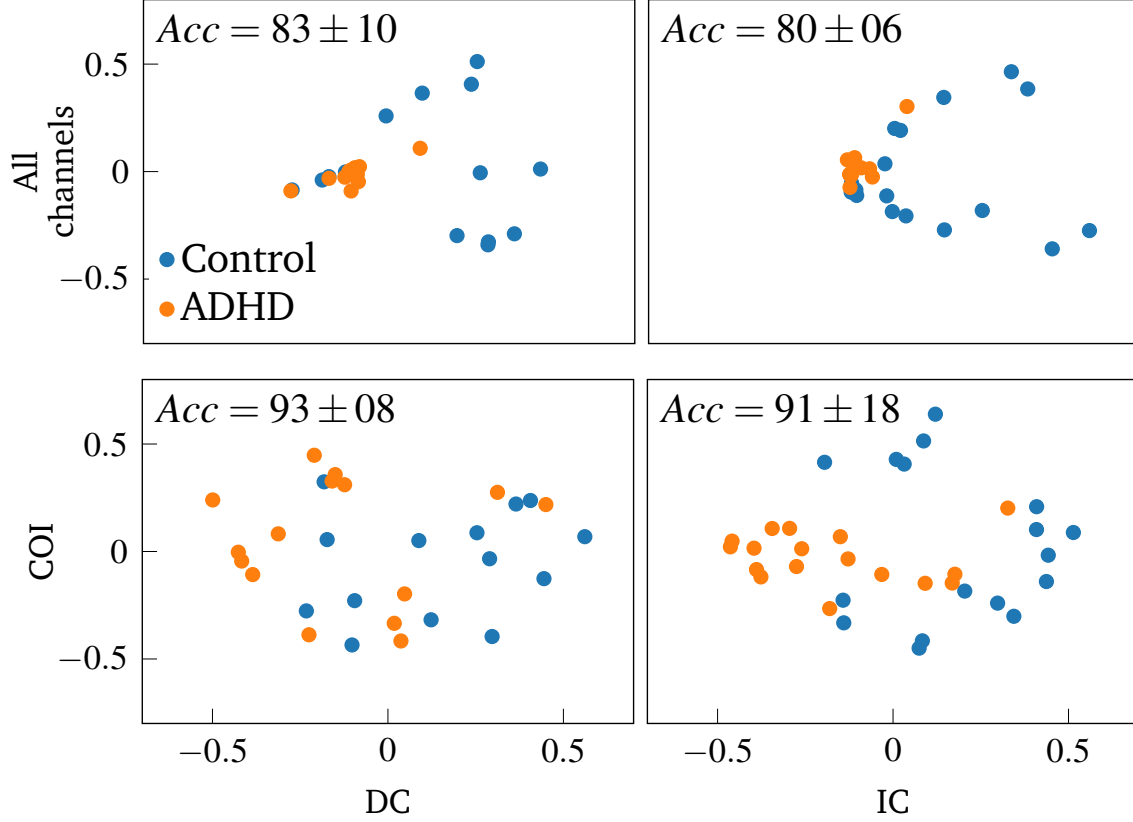 Acc = 83 ± 10
Acc = 80 ± 06
0.5
0
−0.5
All
channels
Control
ADHD
Acc = 93 ± 08
Acc = 91 ± 18
0.5
0
−0.5
COI
−0.5 0 0.5
−0.5 0 0.5
DC
IC